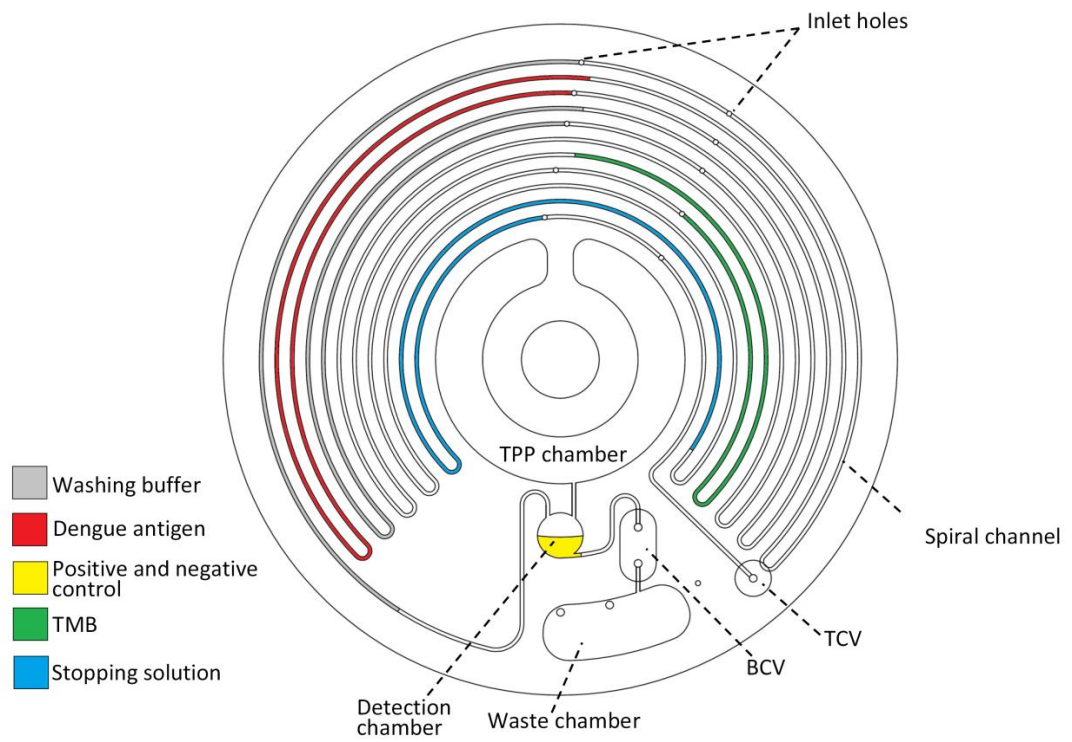 Inlet holes
TPP chamber
Washing buffer
Dengue antigen
Positive and negative
control
TMB
Stopping solution
Spiral channel
TCV
BCV
Detection
chamber
Waste chamber